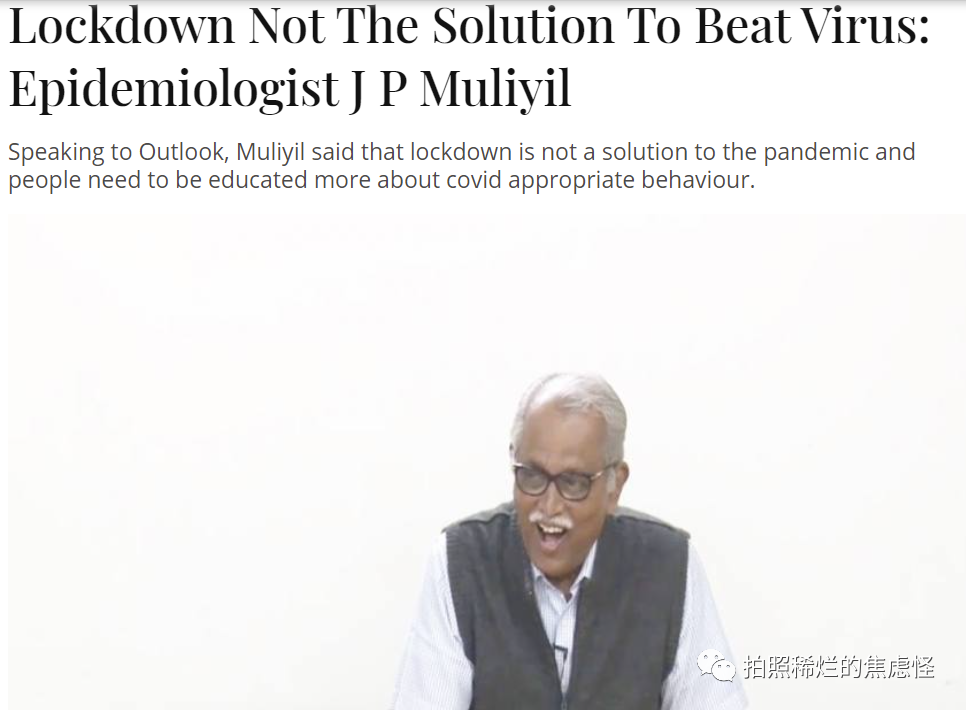 Lockdown Not The Solution To Beat Virus:
Epidemiologist J P Muliyil
Speaking to Outlook, Muliyil said that lockdown is not a solution to the pandemic and
people need to be educated more about covid appropriate behaviour.
拍照稀烂的焦虑怪